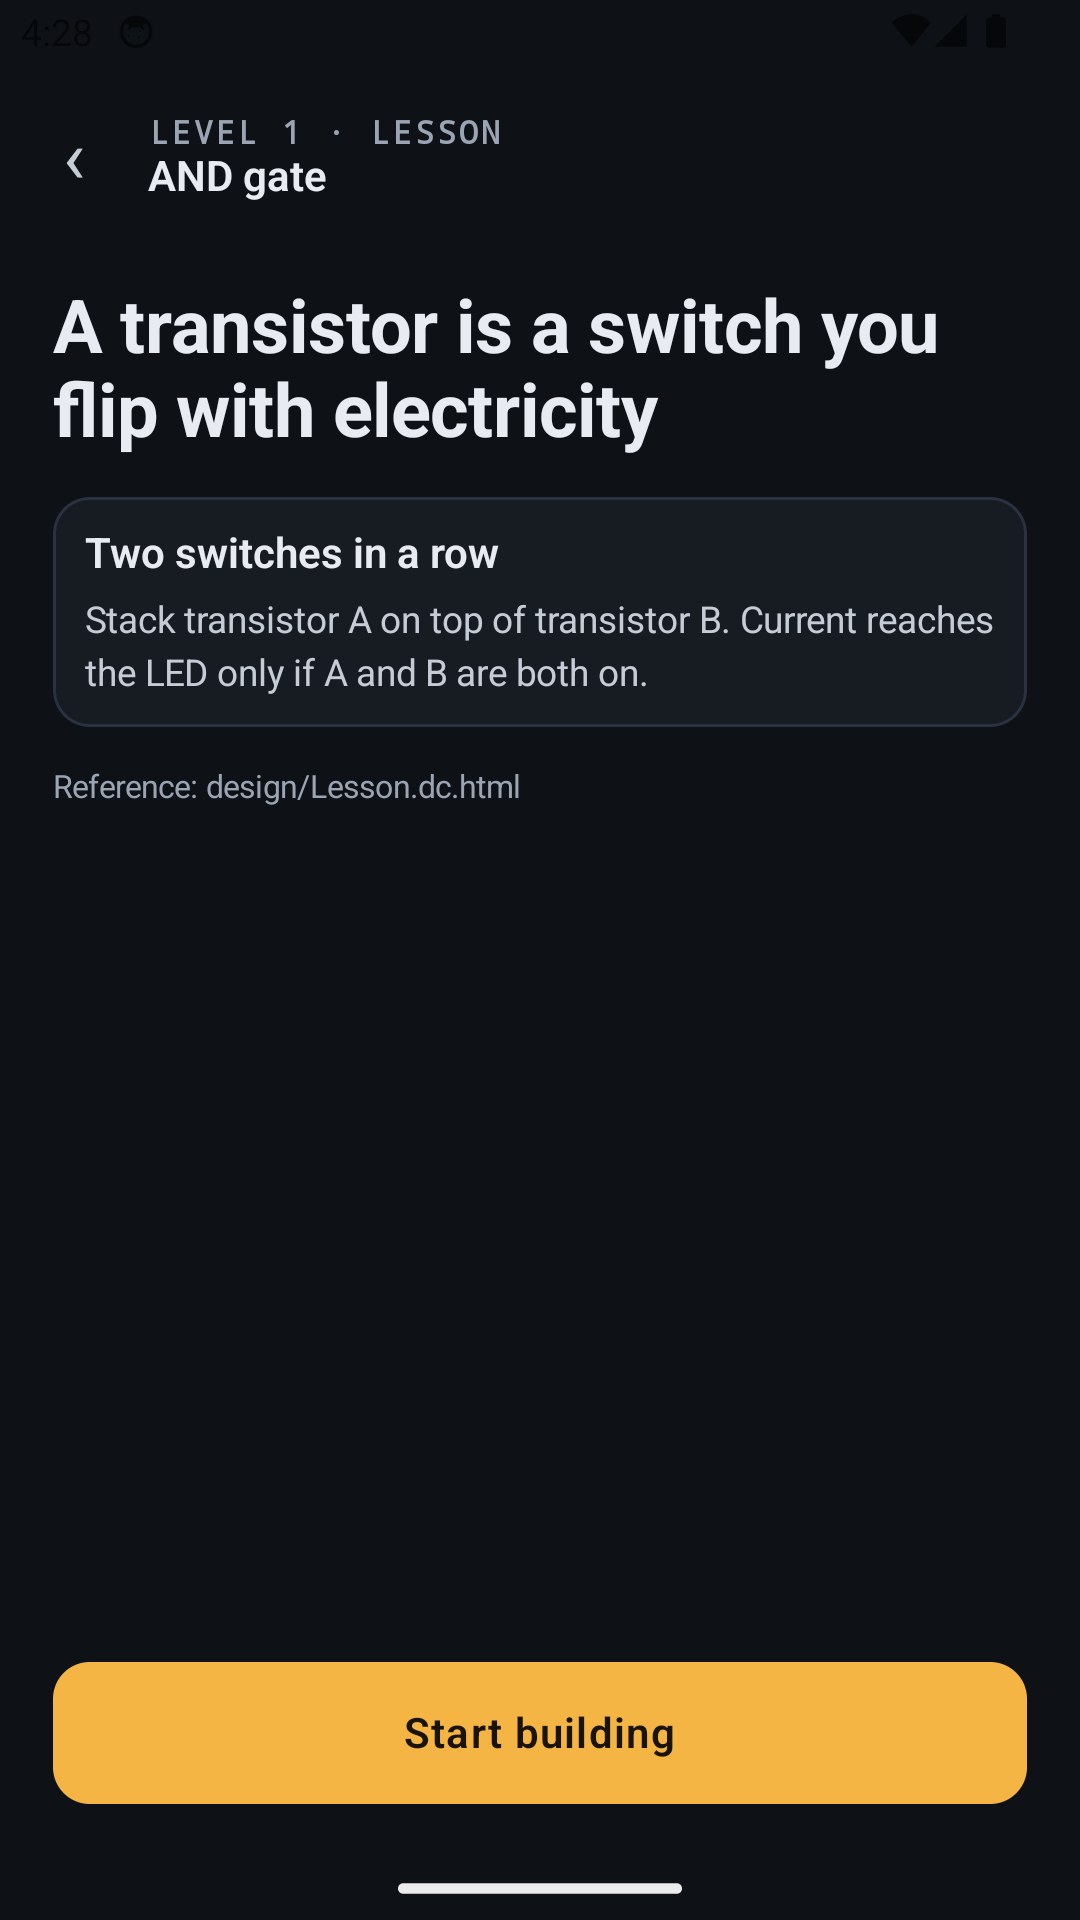 4:28
LEVEL 1 · LESSON
AND gate
A transistor is a switch you
flip with electricity
Two switches in a row
Stack transistor A on top of transistor B. Current reaches
the LED only if A and B are both on.
Reference: design/Lesson.dc.html
Start building